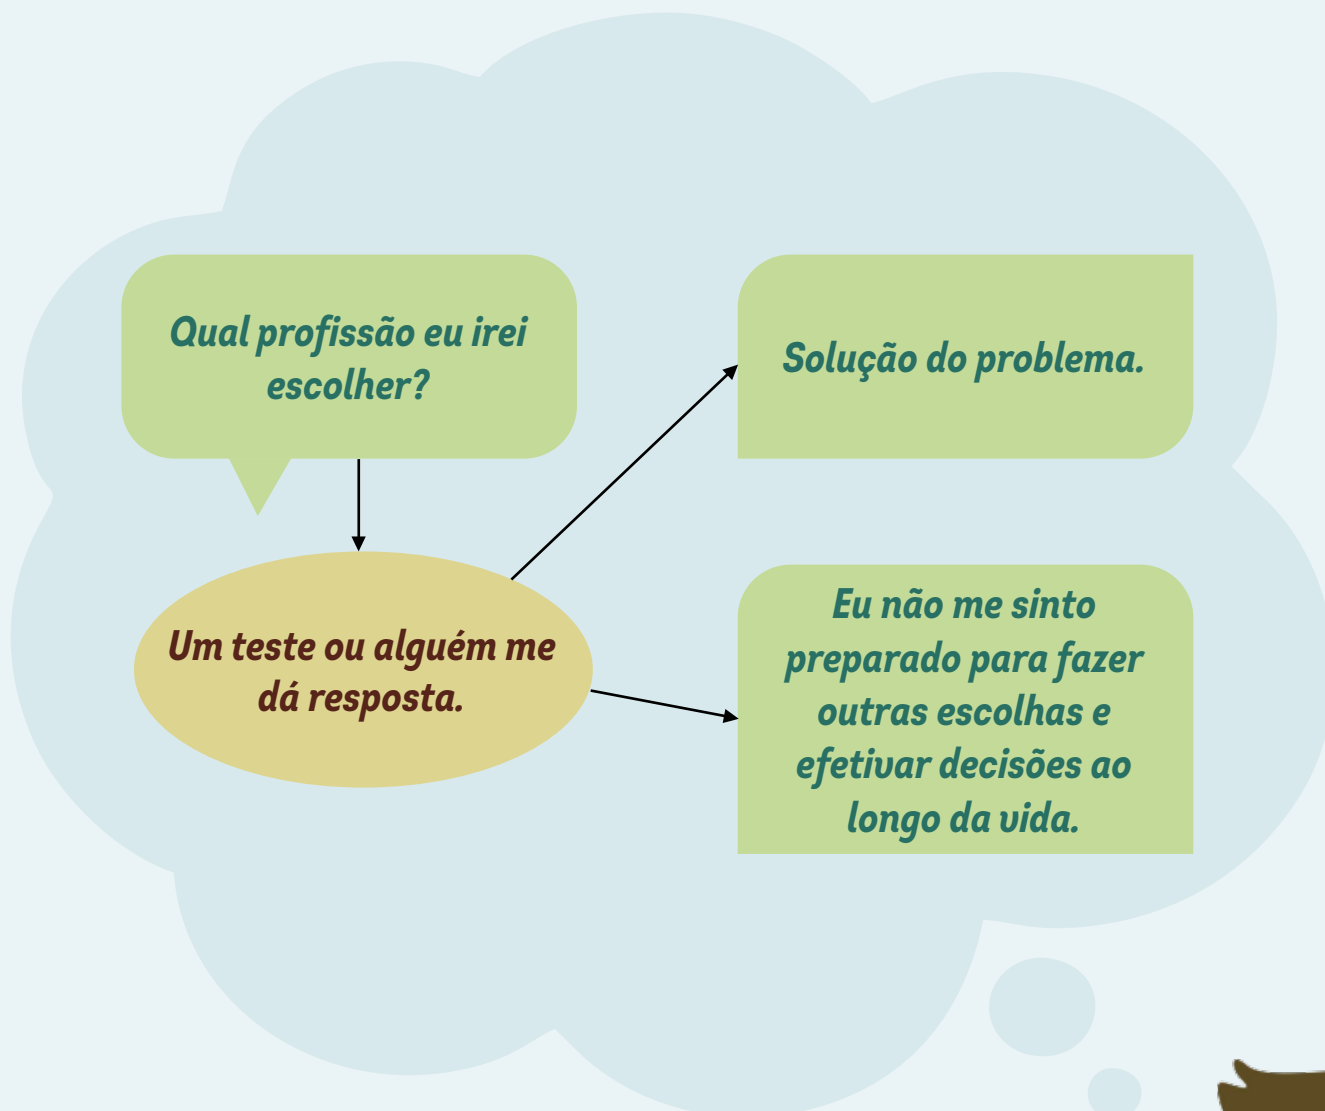 Qual profissão eu irei
escolher?
Um teste ou alguém me
dá resposta.
Solução do problema.
Eu não me sinto
preparado para fazer
outras escolhas e
efetivar decisões ao
longo da vida.